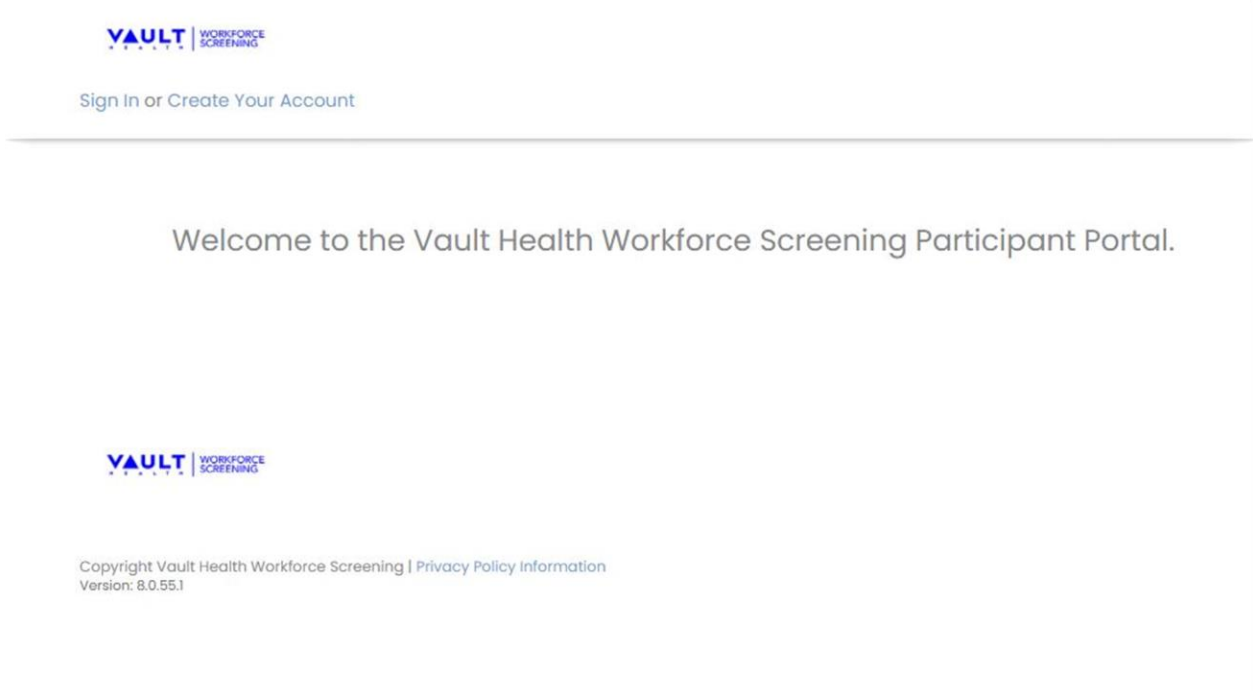 VAULT
HEALTH
WORKFORCE
SCREENING
Sign In or Create Your Account
Welcome to the Vault Health Workforce Screening Participant Portal.
VAULT
HEALTH
WORKFORCE
SCREENING
Copyright Vault Health Workforce Screening | Privacy Policy Information
Version: 8.0.55.1